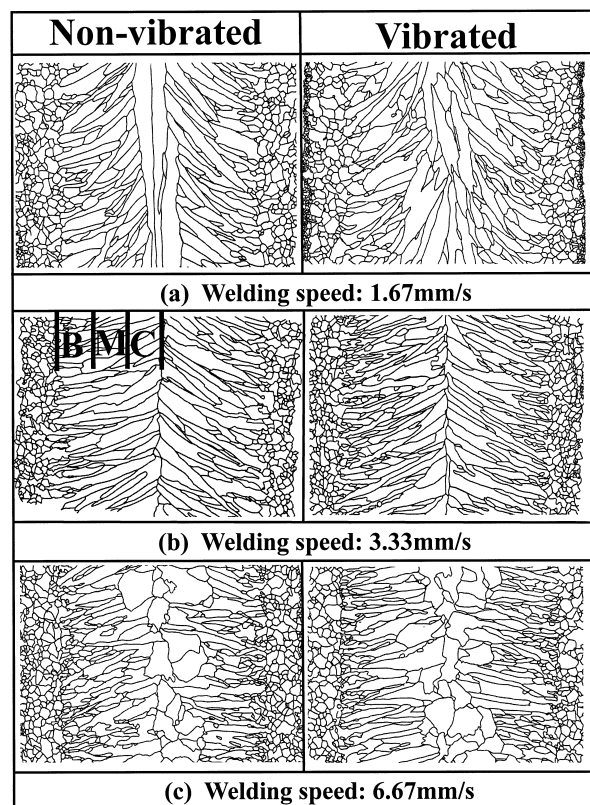 Non-vibrated Vibrated
(a) Welding speed: 1.67mm/s
B M C
(b) Welding speed: 3.33mm/s
(c) Welding speed: 6.67mm/s